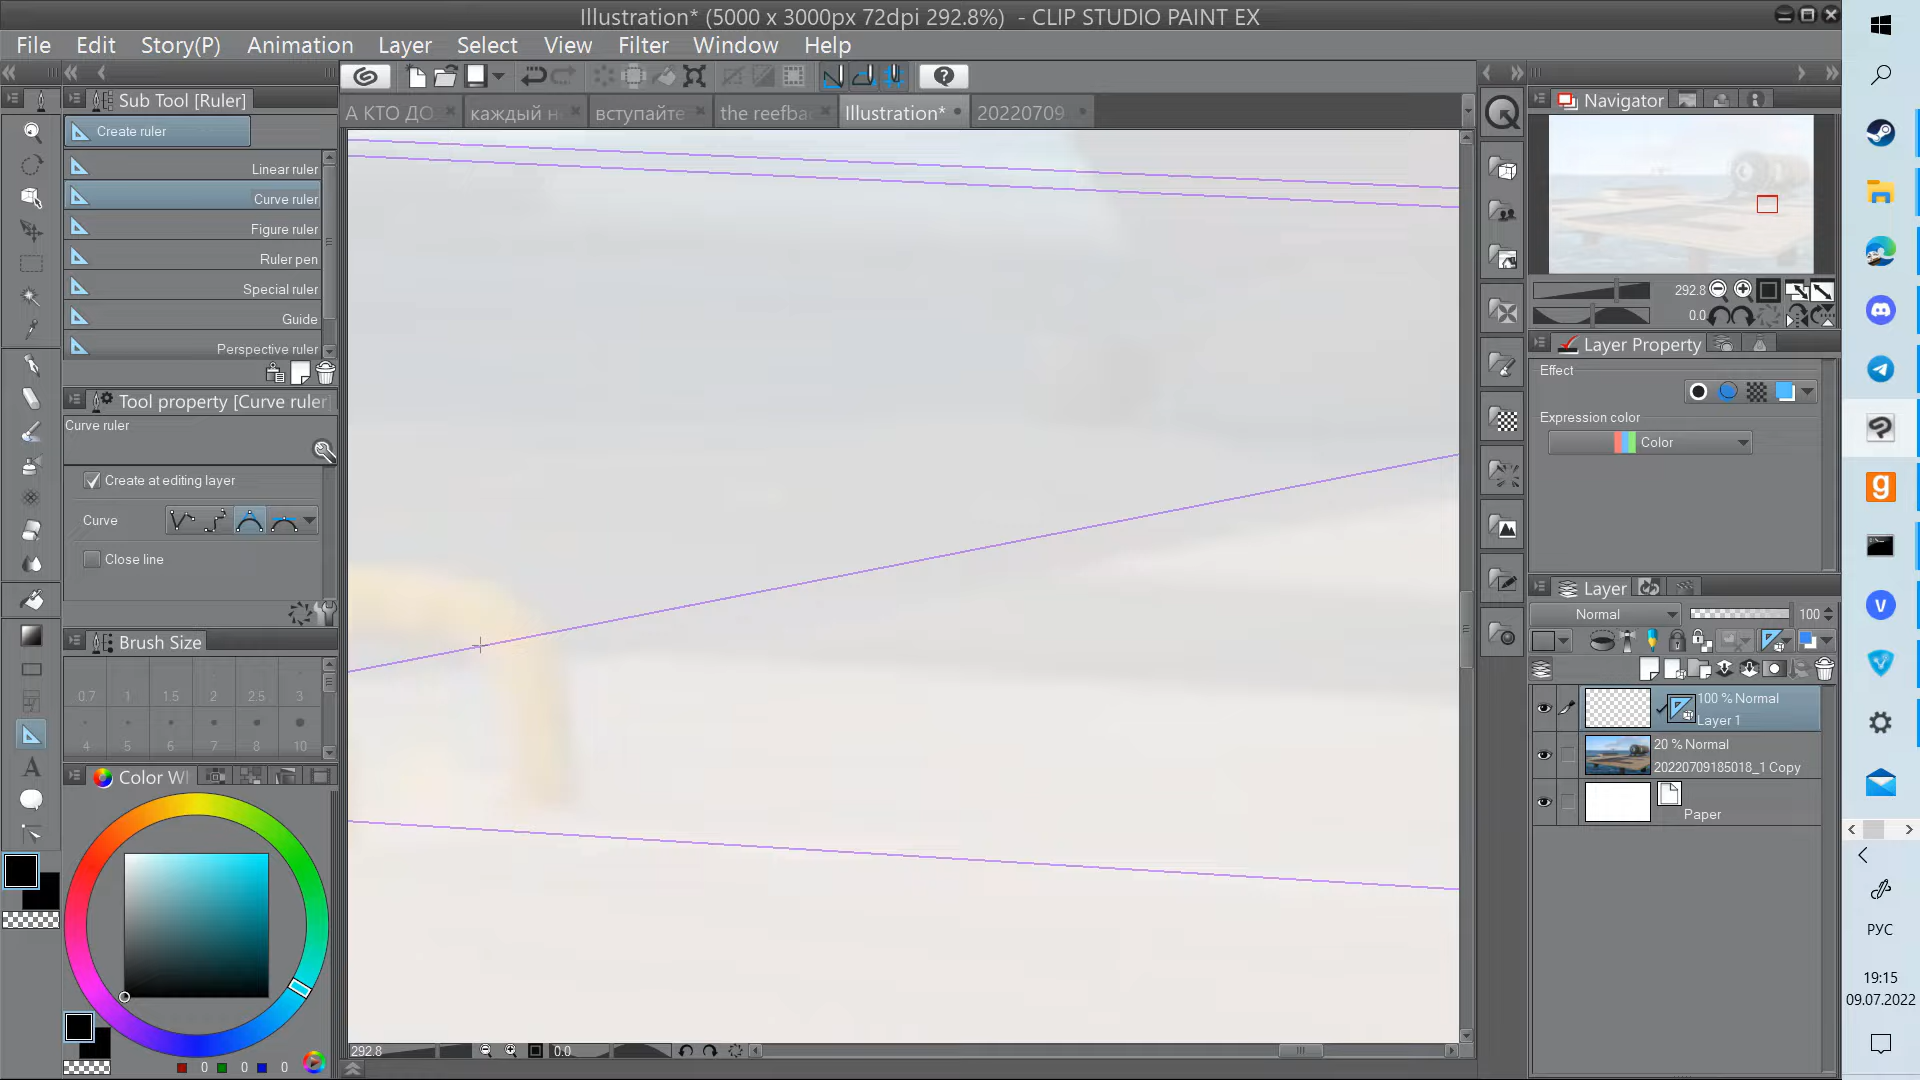 Illustration* (5000 x 3000px 72dpi 292.8%)  - CLIP STUDIO PAINT EX
File Edit Story(P) Animation Layer Select View Filter Window Help
Sub Tool [Ruler]
Create ruler
Linear ruler
Curve ruler
Figure ruler
Ruler pen
Special ruler
Guide
Perspective ruler
Tool property [Curve ruler]
Curve ruler
Create at editing layer
Curve
Close line
Brush Size
0.7 1 1.5 2 2.5 3
4 5 6 7 8 10
Color Wh
0 0 0
А КТО ДО каждый н вступайте the reefba Illustration* 20220709
292.8 0.0
Navigator
292.8
0.0
Layer Property
Effect
Expression color
Color
Layer
Normal 100
100 % Normal
Layer 1
20 % Normal
20220709185018_1 Copy
Paper
РУС
19:15
09.07.2022